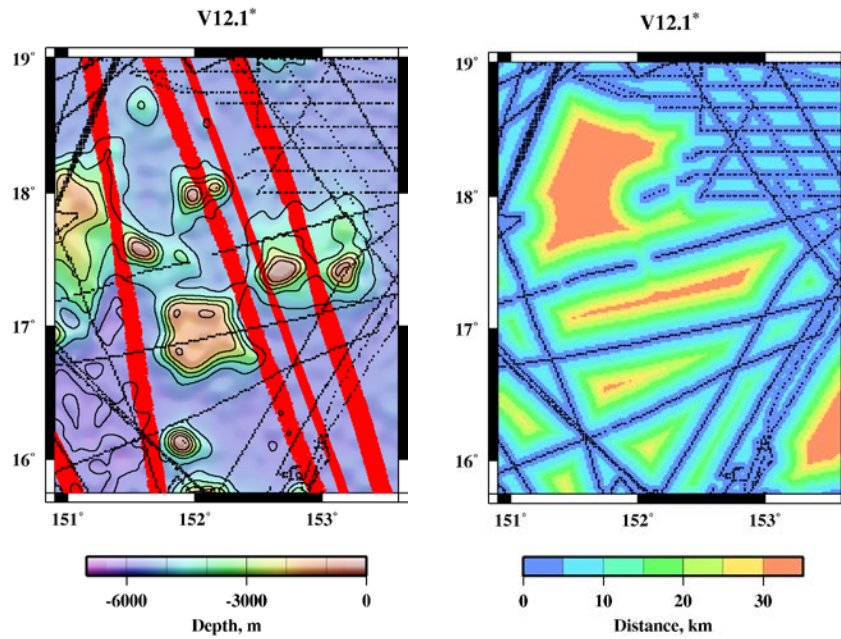 V12.1*
V12.1*
19°
18°
17°
16°
151° 152° 153°
19°
18°
17°
16°
151° 152° 153°
-6000 -3000 0
Depth, m
0 10 20 30
Distance, km